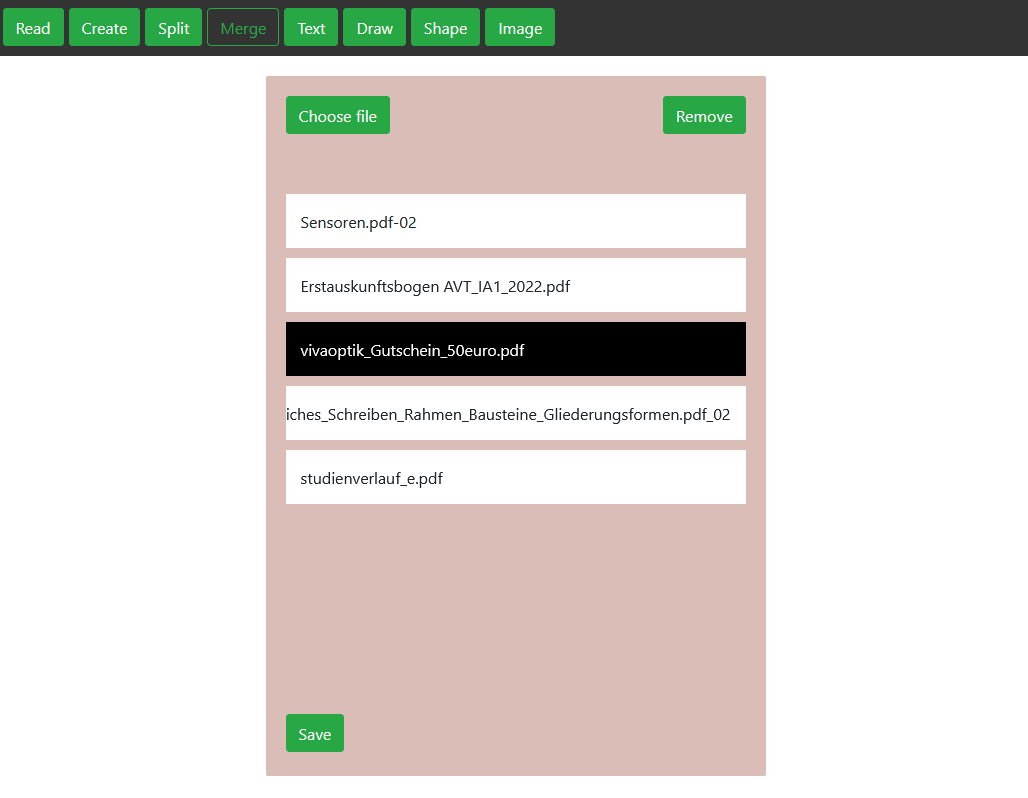 Read Create Split Merge Text Draw Shape Image
Choose file Remove
Sensoren.pdf-02
Erstauskunftsbogen AVT_IA1_2022.pdf
vivaoptik_Gutschein_50euro.pdf
iches_Schreiben_Rahmen_Bausteine_Gliederungsformen.pdf_02
studienverlauf_e.pdf
Save